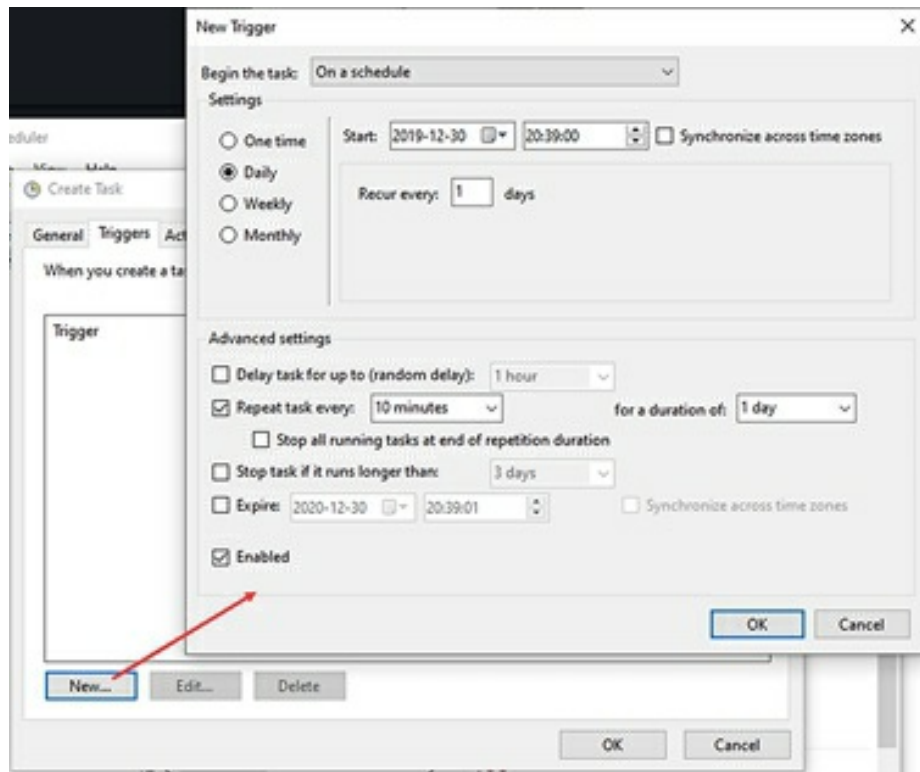 New Trigger
Begin the task: On a schedule
Settings
One time
Daily
Weekly
Monthly
Start: 2019-12-30 20:39:00 Synchronize across time zones
Recur every: 1 days
Advanced settings
Delay task for up to (random delay): 1 hour
Repeat task every: 10 minutes for a duration of: 1 day
Stop all running tasks at end of repetition duration
Stop task if it runs longer than: 3 days
Expire: 2020-12-30 20:39:01 Synchronize across time zones
Enabled
OK Cancel
eduler
View Help
Create Task
General Triggers Act
When you create a ta
Trigger
New... Edit... Delete
OK Cancel